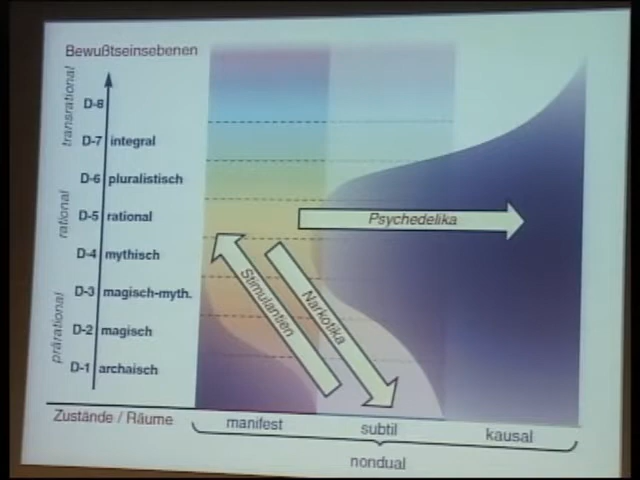 Bewußtseinsebenen
transrational
rational
prärational
D-8
D-7 integral
D-6 pluralistisch
D-5 rational
D-4 mythisch
D-3 magisch-myth.
D-2 magisch
D-1 archaisch
Psychedelika
Stimulantien
Narkotika
Zustände / Räume
manifest
subtil
kausal
nondual